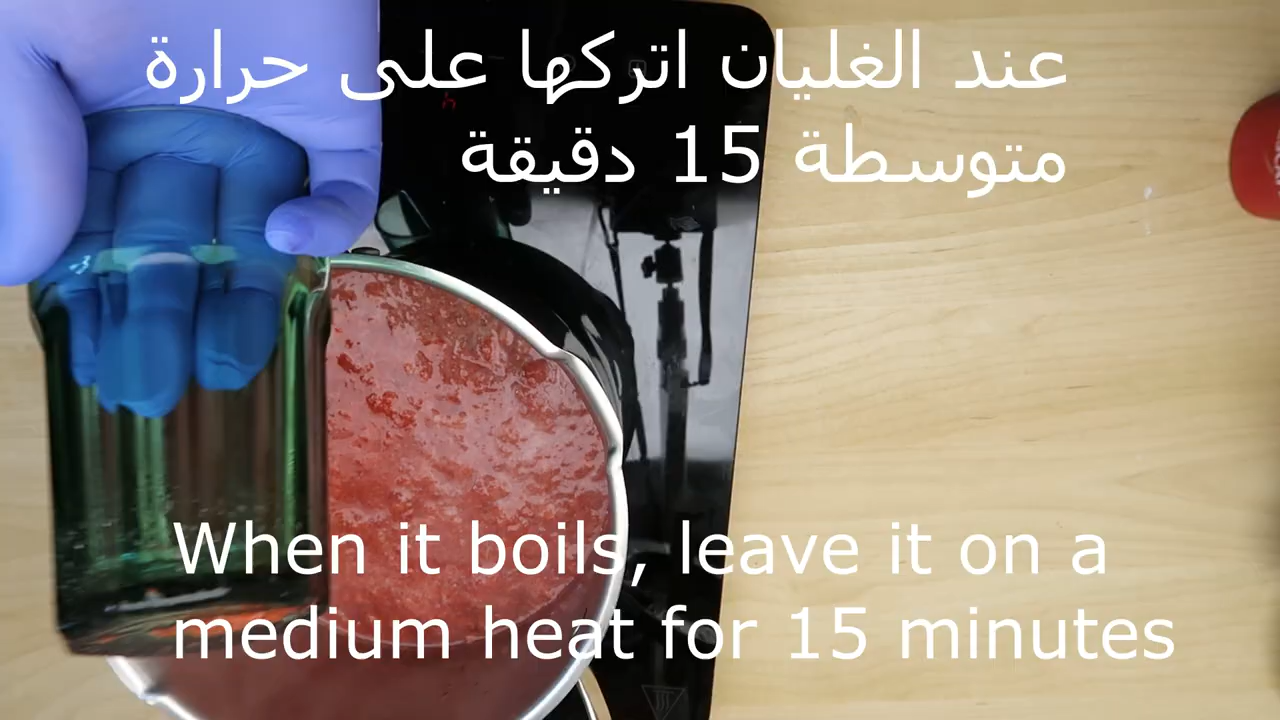 عند الغليان اتركها على حرارة
متوسطة 15 دقيقة
When it boils, leave it on a
medium heat for 15 minutes